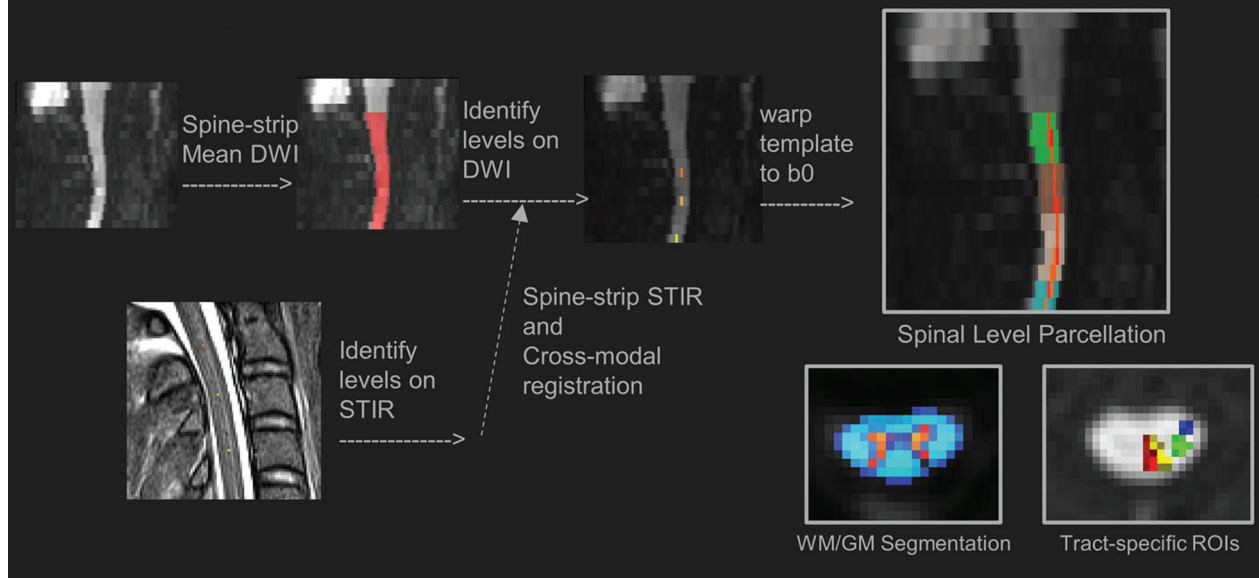 Spine-strip
Mean DWI
------------>
Identify
levels on
DWI
--------------->
warp
template
to b0
----------->
Identify
levels on
STIR
-------------->
Spine-strip STIR
and
Cross-modal
registration
Spinal Level Parcellation
WM/GM Segmentation
Tract-specific ROIs